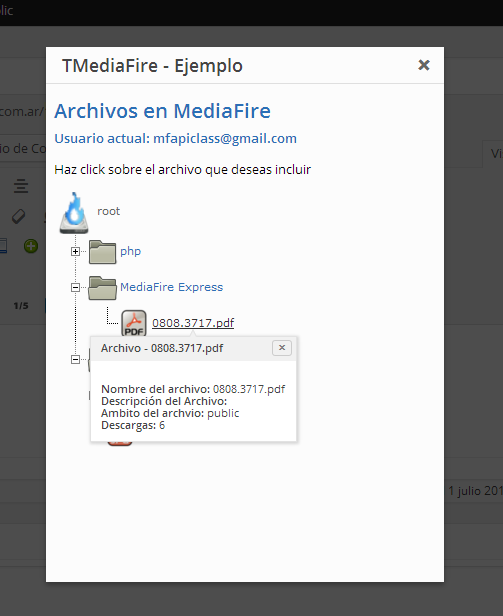 lic
TMediaFire - Ejemplo
Archivos en MediaFire
com.ar/
Usuario actual: mfapiclass@gmail.com
io de Co
Vi
Haz click sobre el archivo que deseas incluir
root
php
MediaFire Express
1/5
PDF 0808.3717.pdf
Archivo - 0808.3717.pdf
Nombre del archivo: 0808.3717.pdf
Descripción del Archivo:
Ambito del archvio: public
Descargas: 6
1 julio 201